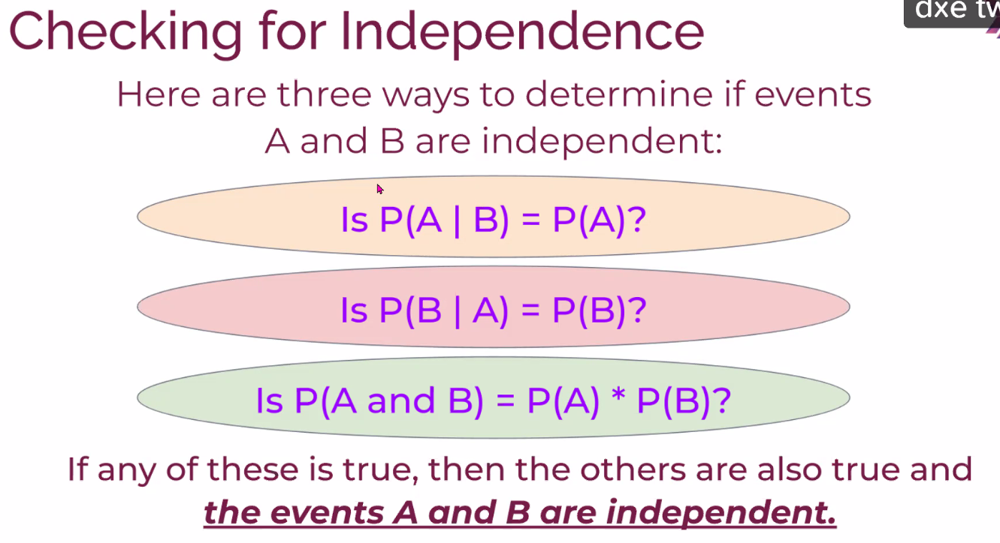 Checking for Independence
dxe tw
Here are three ways to determine if events
A and B are independent:
Is P(A | B) = P(A)?
Is P(B | A) = P(B)?
Is P(A and B) = P(A) * P(B)?
If any of these is true, then the others are also true and
the events A and B are independent.